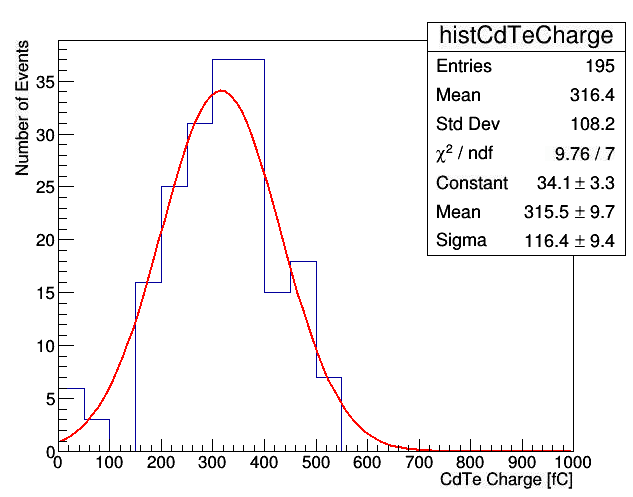 histCdTeCharge
Entries 195
Mean 316.4
Std Dev 108.2
χ² / ndf 9.76 / 7
Constant 34.1 ± 3.3
Mean 315.5 ± 9.7
Sigma 116.4 ± 9.4
Number of Events
35
30
25
20
15
10
5
0
0 100 200 300 400 500 600 700 800 900 1000
CdTe Charge [fC]